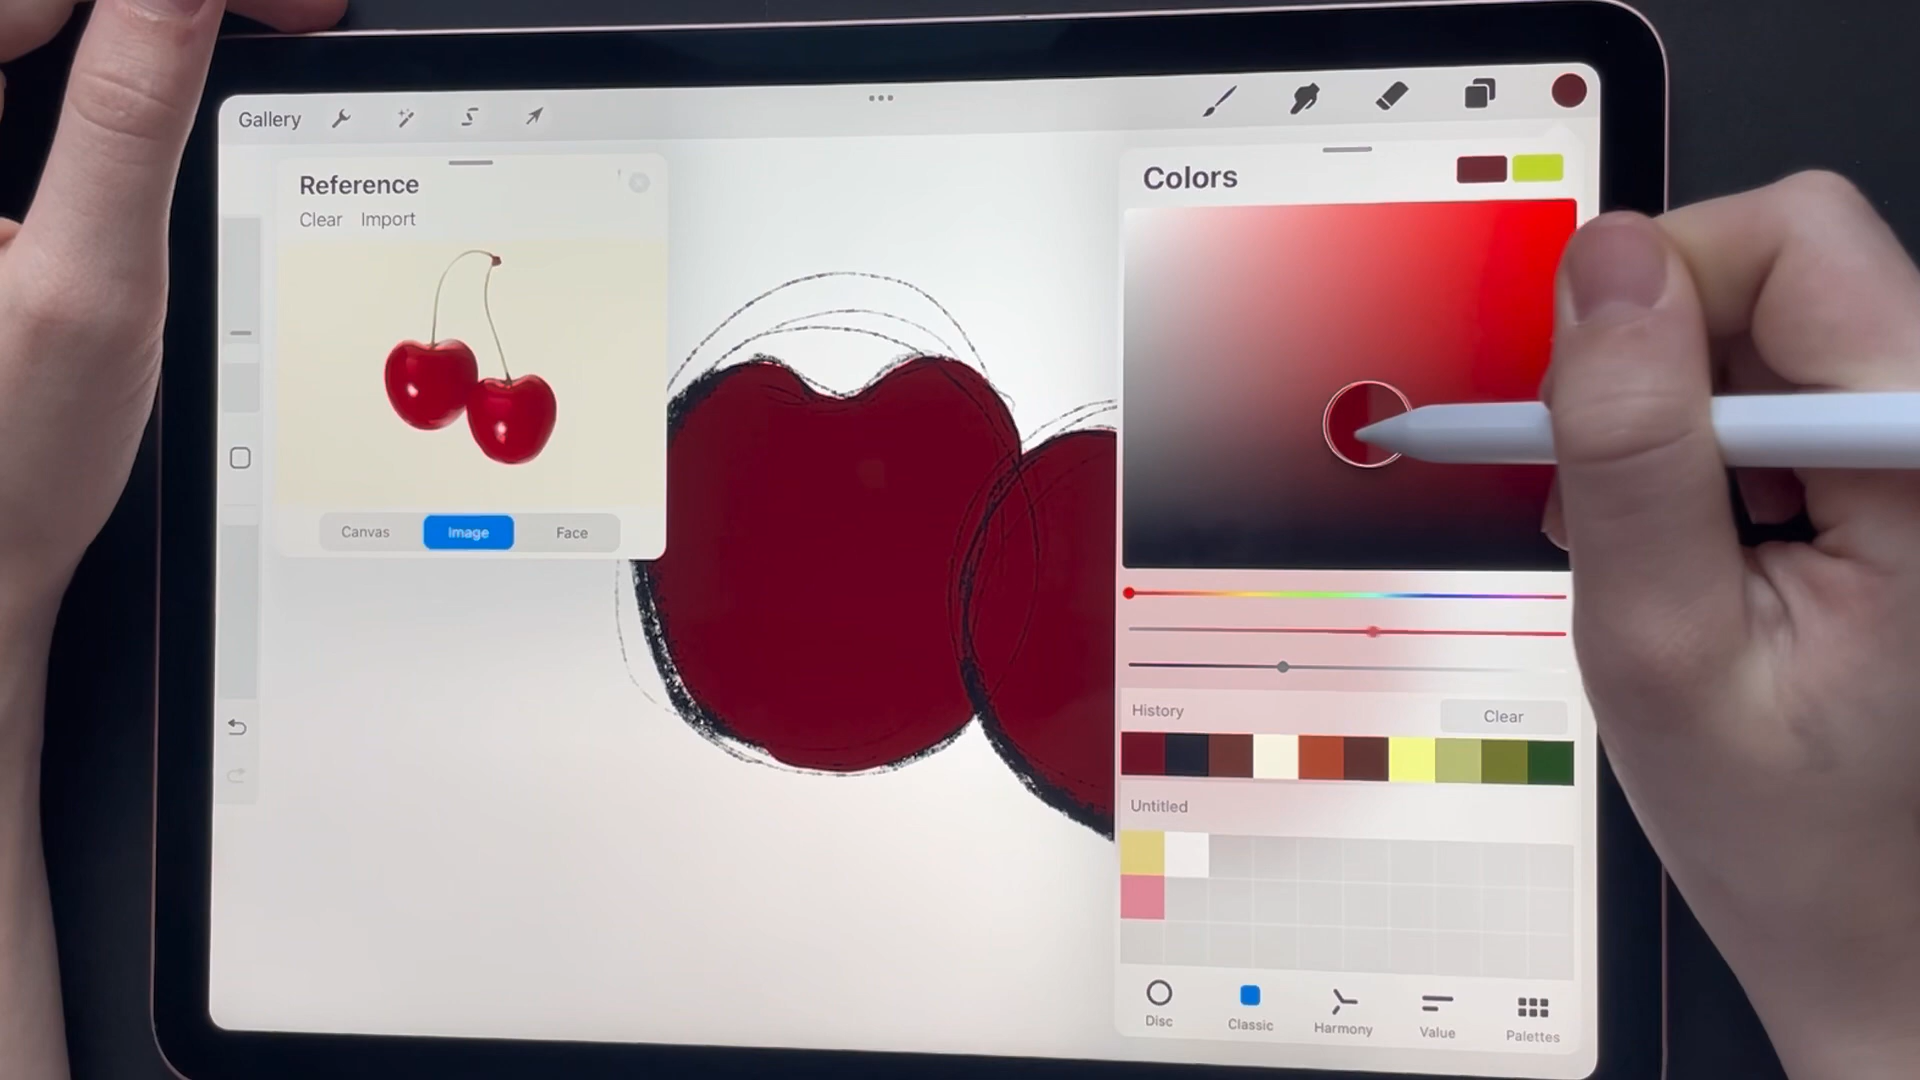 Gallery
Reference
Clear Import
Canvas Image Face
Colors
History Clear
Untitled
Disc Classic Harmony Value Palettes